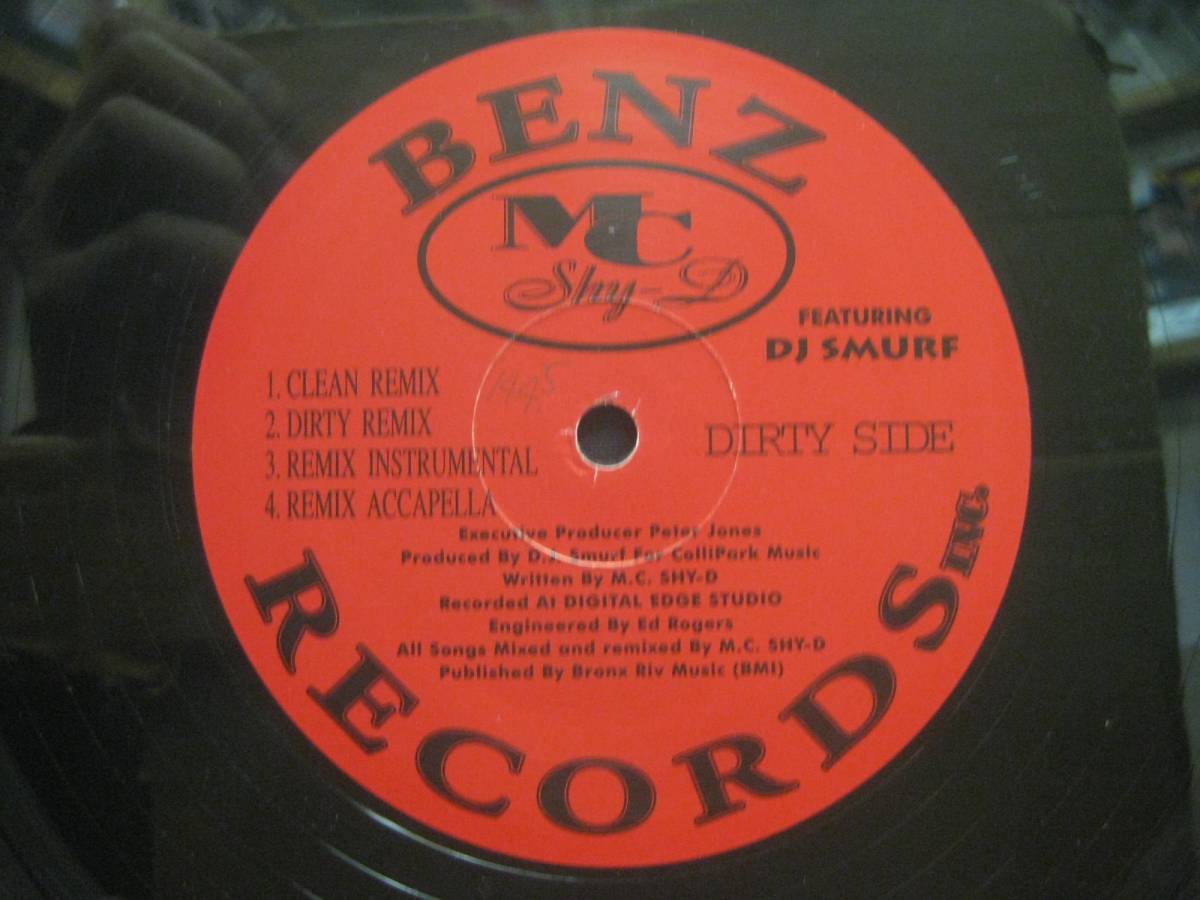 BENZ
MC
Shy-D
FEATURING
DJ SMURF
1. CLEAN REMIX
2. DIRTY REMIX
3. REMIX INSTRUMENTAL
4. REMIX ACCAPELLA
DIRTY SIDE
Executive Producer Peter Jones
Produced By D.J. Smurf For ColliPark Music
Written By M.C. SHY-D
Recorded At DIGITAL EDGE STUDIO
Engineered By Ed Rogers
All Songs Mixed and remixed By M.C. SHY-D
Published By Bronx Riv Music (BMI)
RECORDS INC.